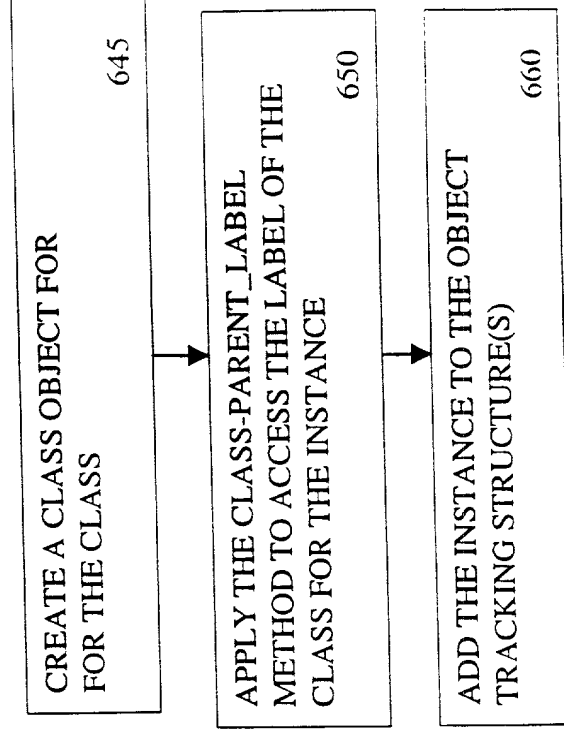 CREATE A CLASS OBJECT FOR
FOR THE CLASS
645
APPLY THE CLASS-PARENT_LABEL
METHOD TO ACCESS THE LABEL OF THE
CLASS FOR THE INSTANCE
650
ADD THE INSTANCE TO THE OBJECT
TRACKING STRUCTURE(S)
660